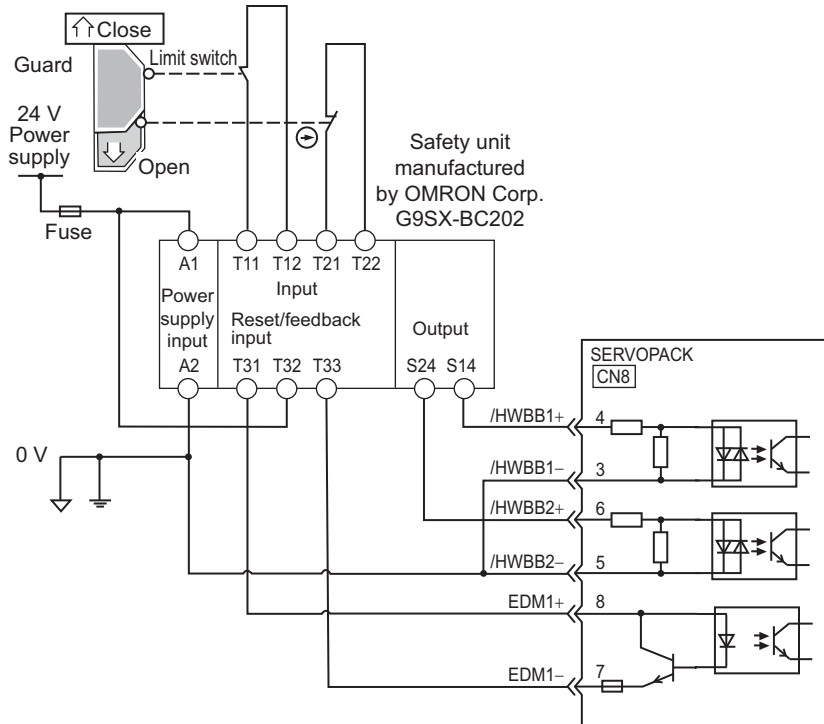 Close
Guard
Limit switch
24 V
Power
supply
Open
Fuse
Safety unit
manufactured
by OMRON Corp.
G9SX-BC202
A1
T11
T12
T21
T22
Power
supply
input
Input
Reset/feedback
input
Output
A2
T31
T32
T33
S24
S14
SERVOPACK
CN8
/HWBB1+
4
/HWBB1−
3
/HWBB2+
6
/HWBB2−
5
EDM1+
8
EDM1−
7
0 V